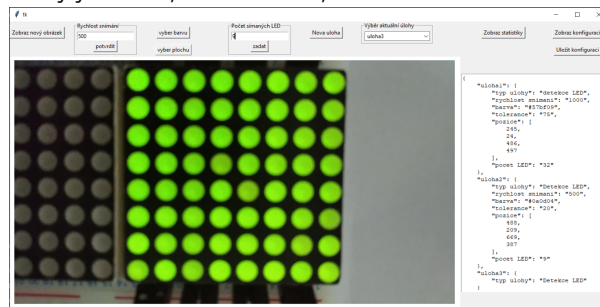 tk
Zobraz nový obrázek
Rychlost snímání
500
potvrdit
vyber barvu
vyber plochu
Počet símaných LED
9
zadat
Nova uloha
Výběr aktuální úlohy
uloha3
Zobraz statistiky
Zobraz konfiguraci
Uložit konfiguraci
{
"uloha1": {
"typ ulohy": "detekce LED",
"rychlost snimani": "1000",
"barva": "#57bf09",
"tolerance": "75",
"pozice": [
245,
24,
486,
497
],
"pocet LED": "32"
},
"uloha2": {
"typ ulohy": "Detekce LED",
"rychlost snimani": "500",
"barva": "#0a0d04",
"tolerance": "20",
"pozice": [
488,
209,
669,
387
],
"pocet LED": "9"
},
"uloha3": {
"typ ulohy": "Detekce LED"
}